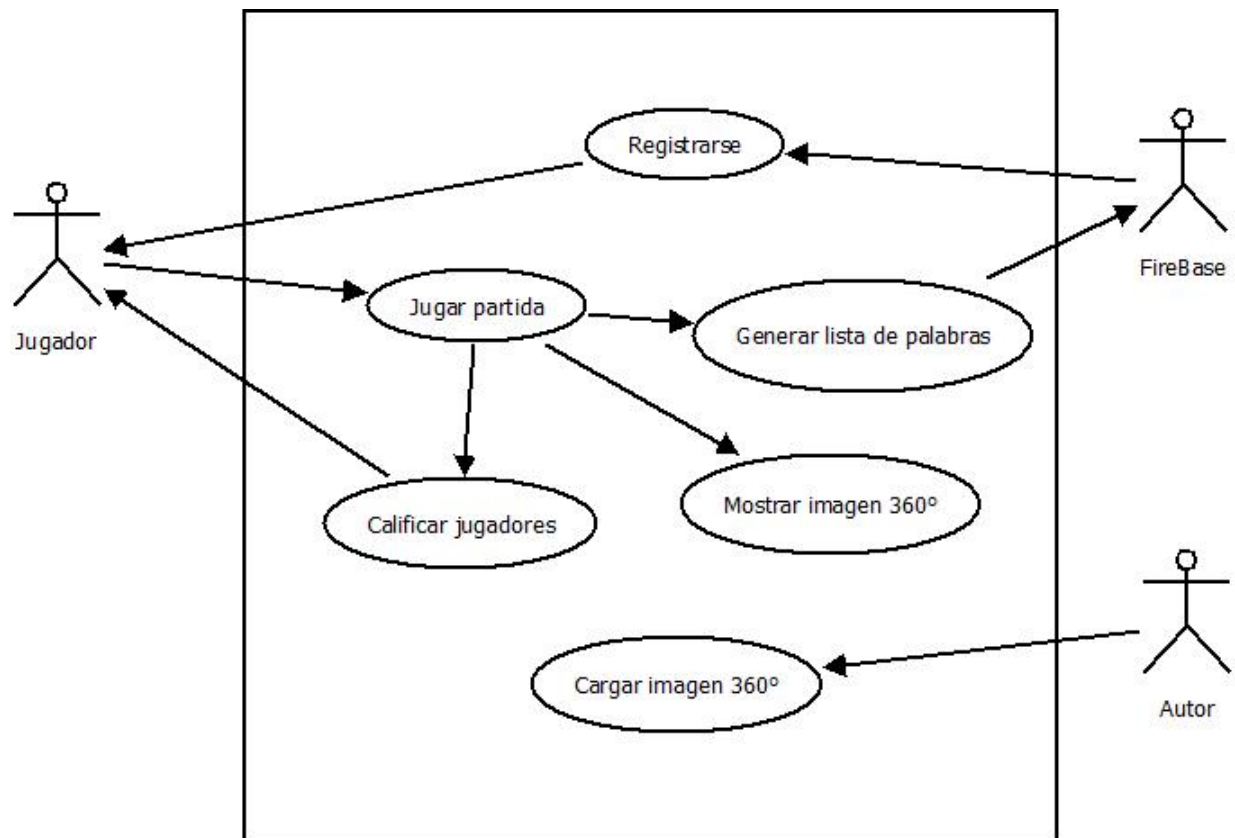 Registrarse
FireBase
Jugador
Jugar partida
Generar lista de palabras
Calificar jugadores
Mostrar imagen 360º
Cargar imagen 360º
Autor